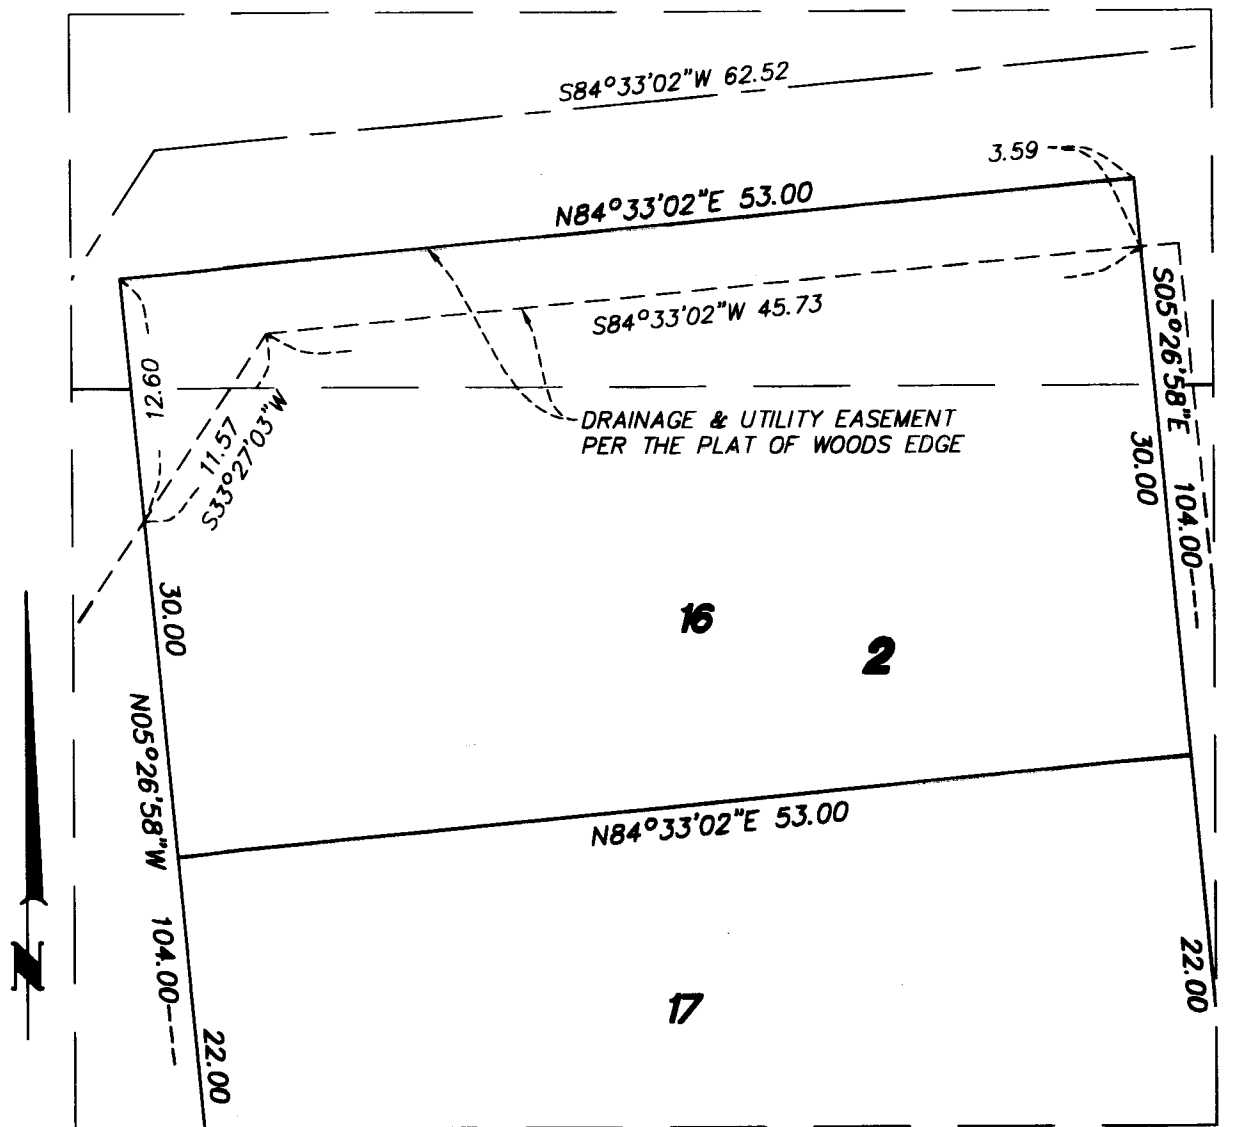 S84°33'02"W 62.52
3.59
N84°33'02"E 53.00
S84°33'02"W 45.73
12.60
11.57
S33°27'03"W
DRAINAGE & UTILITY EASEMENT
PER THE PLAT OF WOODS EDGE
S05°26'58"E 104.00
30.00
30.00
16
2
N05°26'58"W 104.00
N84°33'02"E 53.00
N
17
22.00
22.00